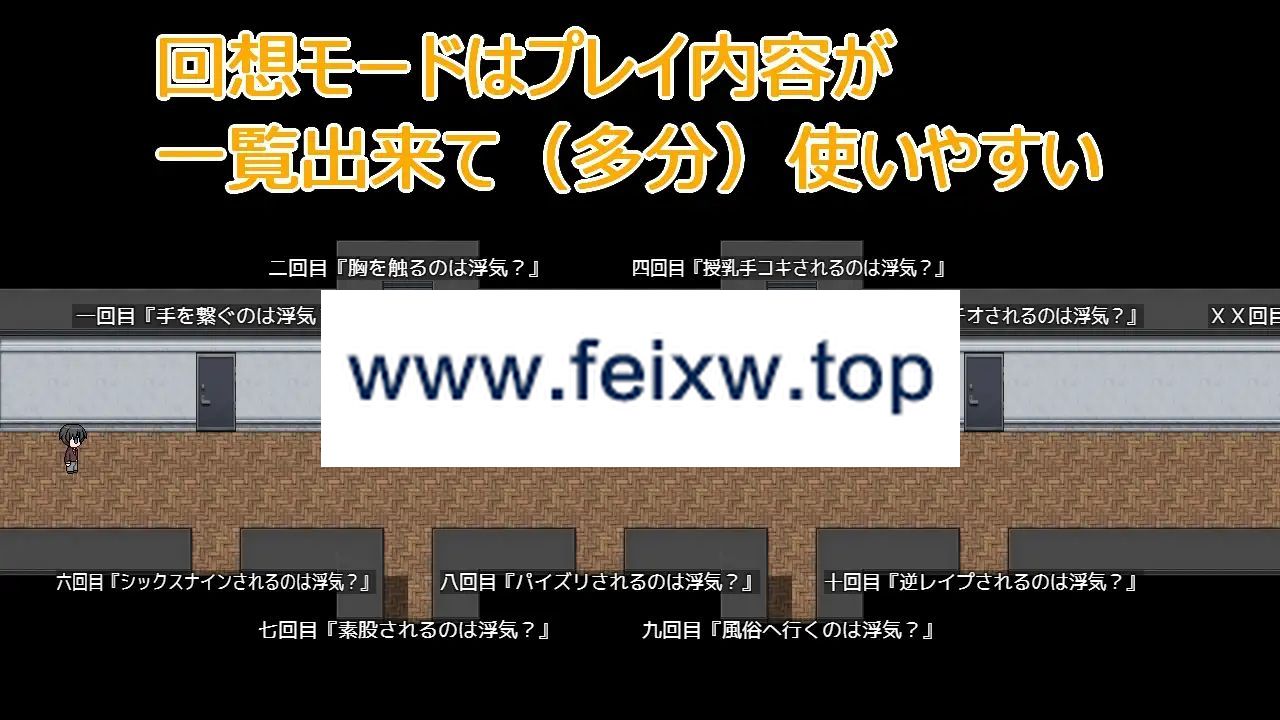 回想モードはプレイ内容が
一覧出来て（多分）使いやすい
二回目『胸を触るのは浮気？』
四回目『授乳手コキされるのは浮気？』
一回目『手を繋ぐのは浮気
オされるのは浮気？』
ＸＸ回目
www.feixw.top
六回目『シックスナインされるのは浮気？』
八回目『パイズリされるのは浮気？』
十回目『逆レイプされるのは浮気？』
七回目『素股されるのは浮気？』
九回目『風俗へ行くのは浮気？』